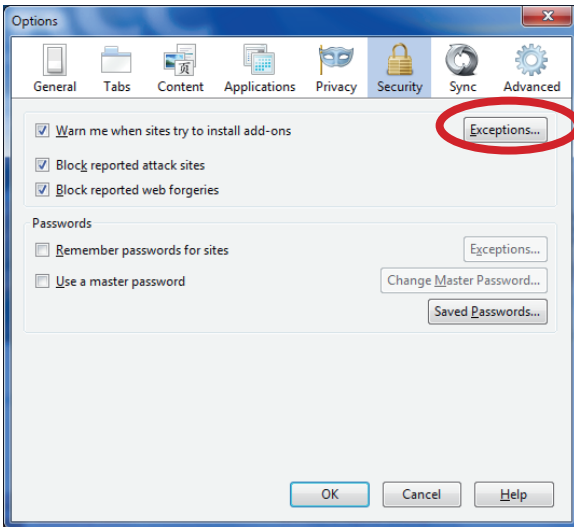 Options
General Tabs Content Applications Privacy Security Sync Advanced
Warn me when sites try to install add-ons Exceptions...
Block reported attack sites
Block reported web forgeries
Passwords
Remember passwords for sites Exceptions...
Use a master password Change Master Password...
Saved Passwords...
OK Cancel Help